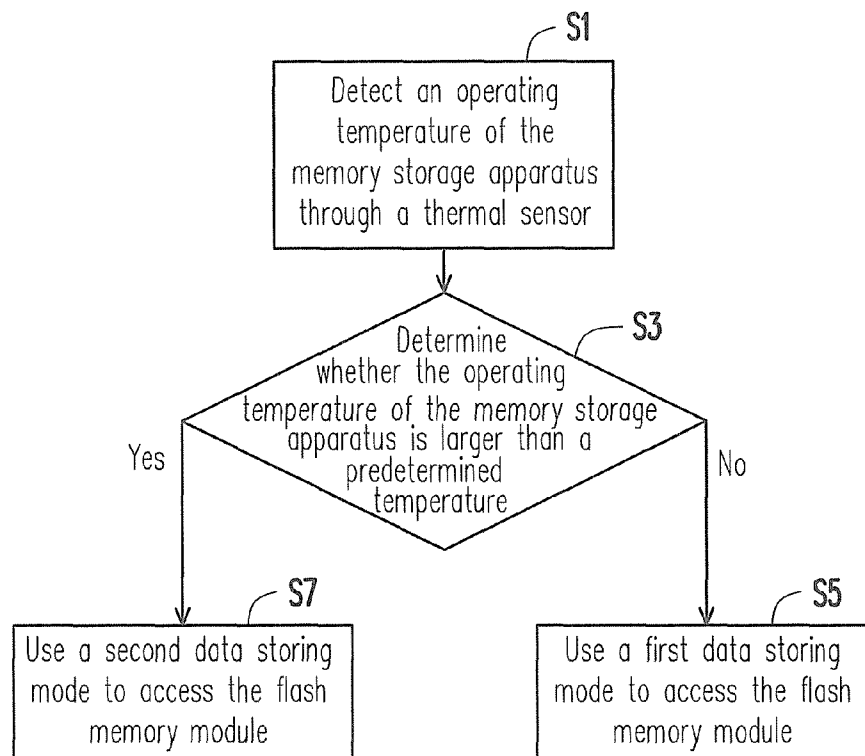 S1
Detect an operating
temperature of the
memory storage apparatus
through a thermal sensor
S3
Determine
whether the operating
temperature of the memory storage
apparatus is larger than a
predetermined
temperature
Yes
No
S7
Use a second data storing
mode to access the flash
memory module
S5
Use a first data storing
mode to access the flash
memory module